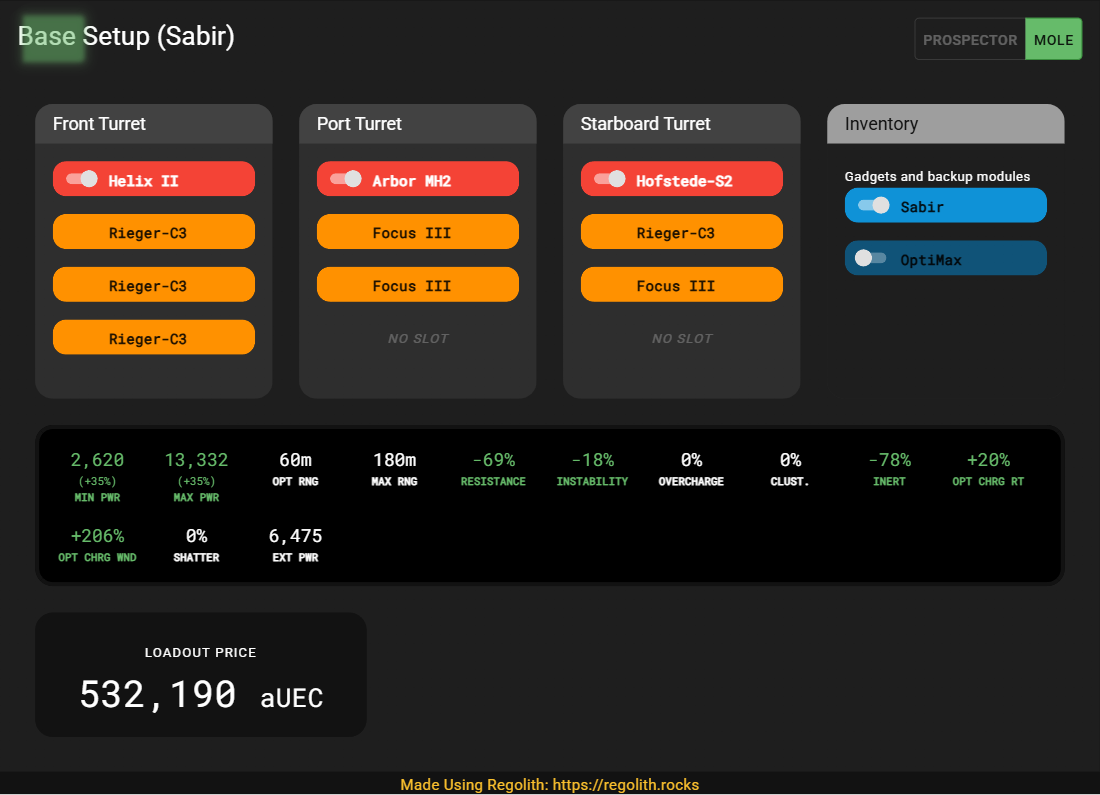 Base Setup (Sabir)
PROSPECTOR MOLE
Front Turret
Helix II
Rieger-C3
Rieger-C3
Rieger-C3
Port Turret
Arbor MH2
Focus III
Focus III
NO SLOT
Starboard Turret
Hofstede-S2
Rieger-C3
Focus III
NO SLOT
Inventory
Gadgets and backup modules
Sabir
OptiMax
2,620
(+35%)
MIN PWR
13,332
(+35%)
MAX PWR
60m
OPT RNG
180m
MAX RNG
-69%
RESISTANCE
-18%
INSTABILITY
0%
OVERCHARGE
0%
CLUST.
-78%
INERT
+20%
OPT CHRG RT
+206%
OPT CHRG WND
0%
SHATTER
6,475
EXT PWR
LOADOUT PRICE
532,190 aUEC
Made Using Regolith: https://regolith.rocks